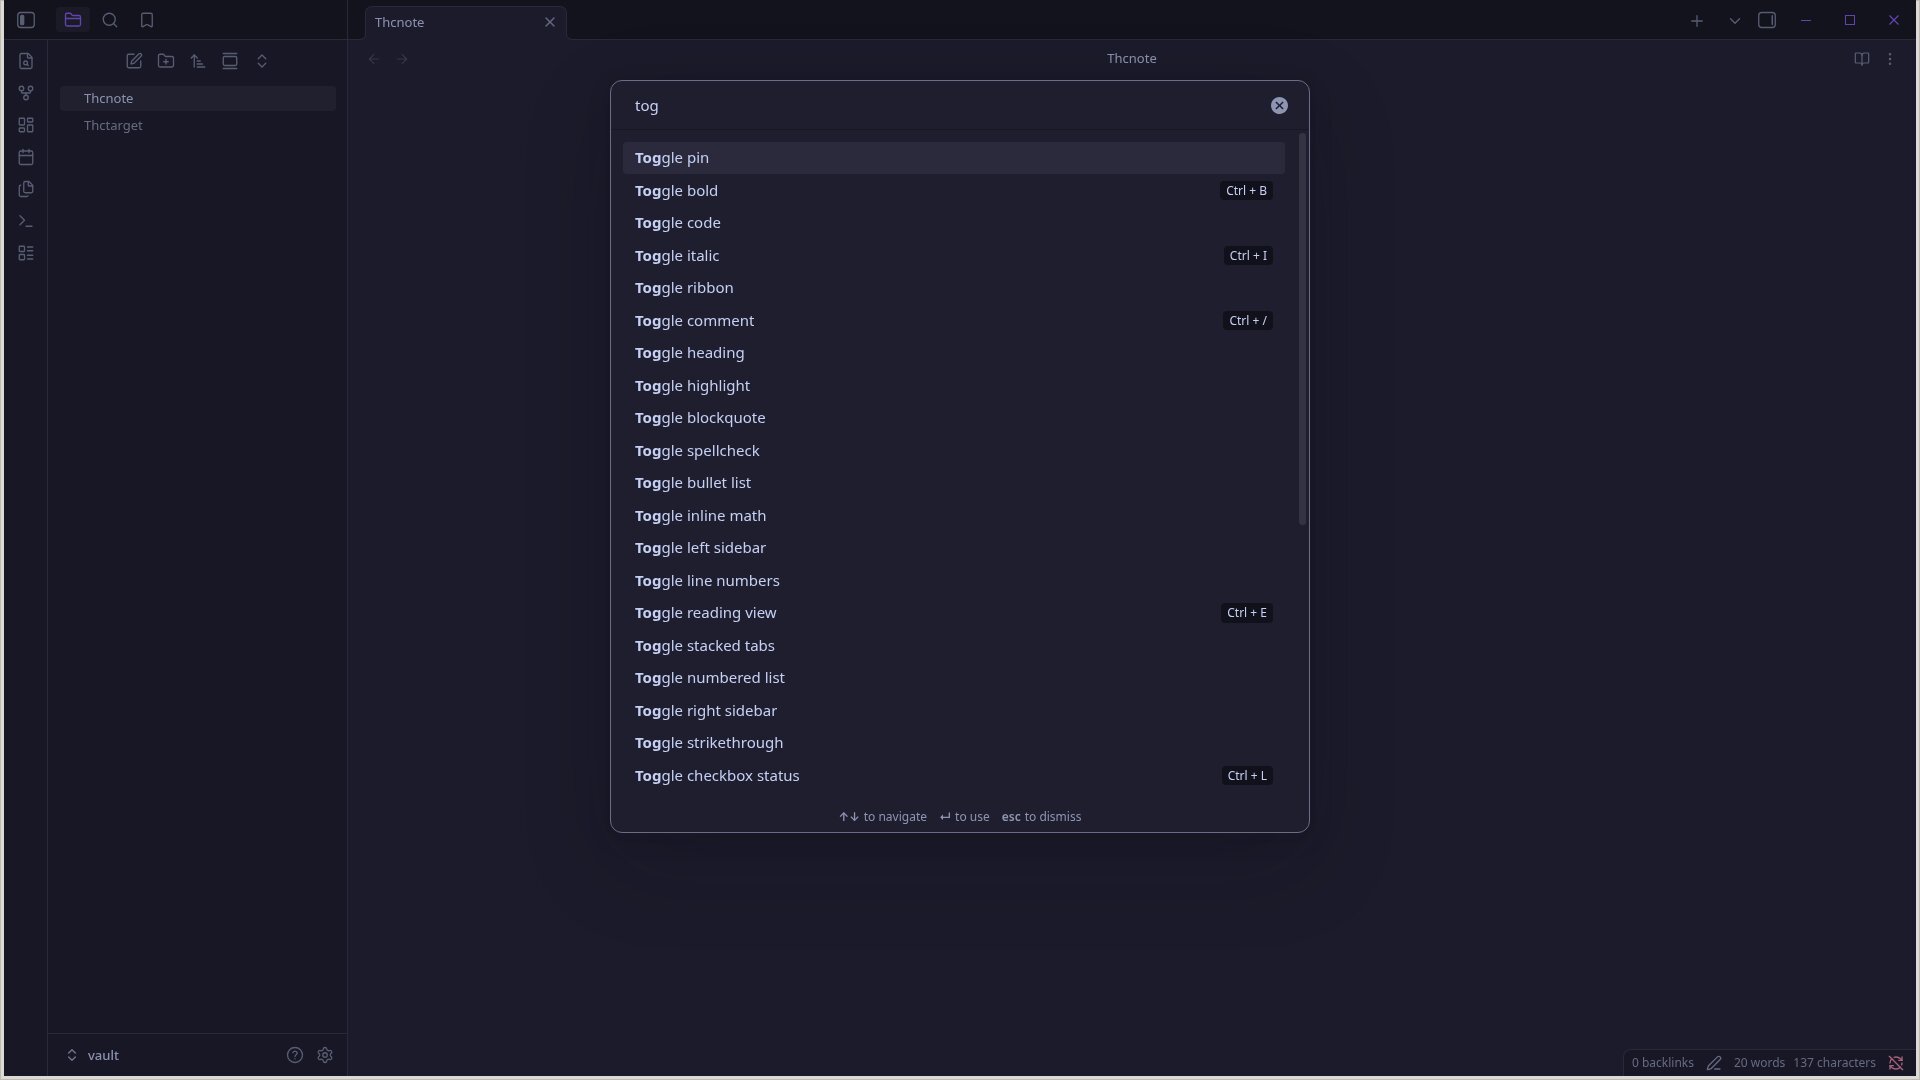 Thcnote
Thcnote
Thcnote
Thctarget
tog
Toggle pin
Toggle bold Ctrl + B
Toggle code
Toggle italic Ctrl + I
Toggle ribbon
Toggle comment Ctrl + /
Toggle heading
Toggle highlight
Toggle blockquote
Toggle spellcheck
Toggle bullet list
Toggle inline math
Toggle left sidebar
Toggle line numbers
Toggle reading view Ctrl + E
Toggle stacked tabs
Toggle numbered list
Toggle right sidebar
Toggle strikethrough
Toggle checkbox status Ctrl + L
↑↓ to navigate ↵ to use esc to dismiss
vault
0 backlinks 20 words 137 characters